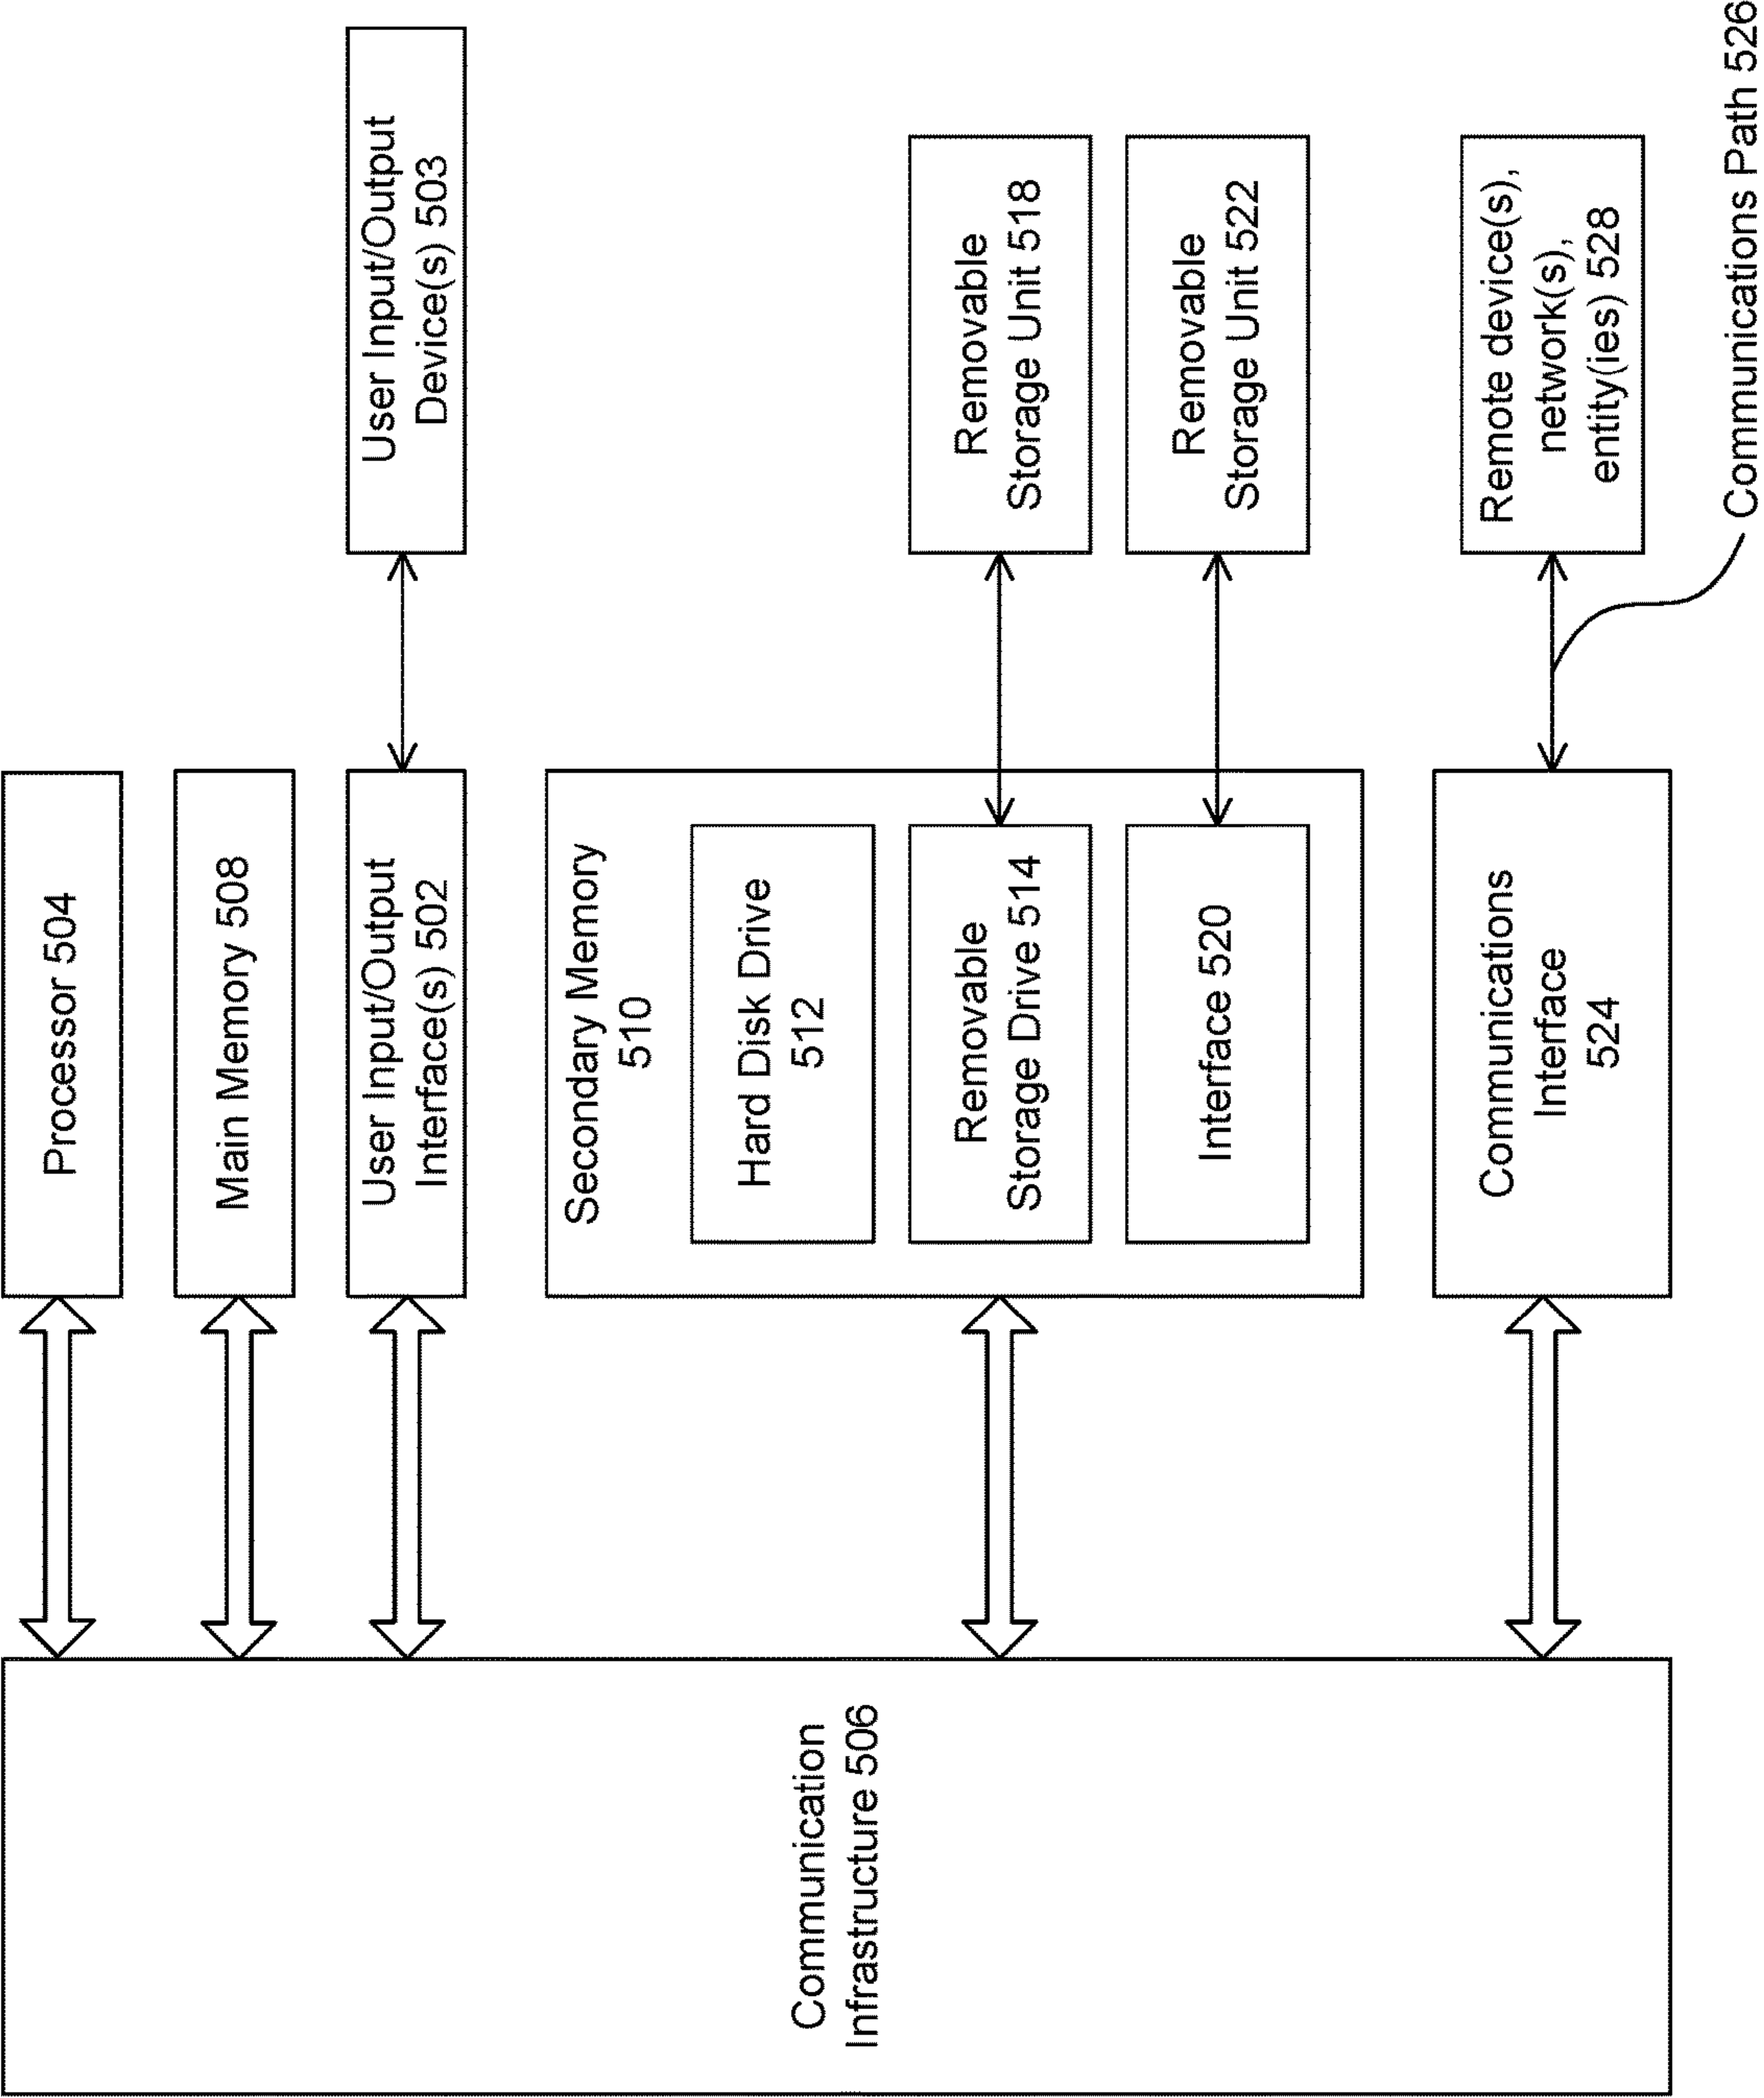 Processor 504
Main Memory 508
User Input/Output
Interface(s) 502
User Input/Output
Device(s) 503
Secondary Memory
510
Hard Disk Drive
512
Removable
Storage Drive 514
Removable
Storage Unit 518
Interface 520
Removable
Storage Unit 522
Communications
Interface
524
Remote device(s),
network(s),
entity(ies) 528
Communications Path 526
Communication
Infrastructure 506